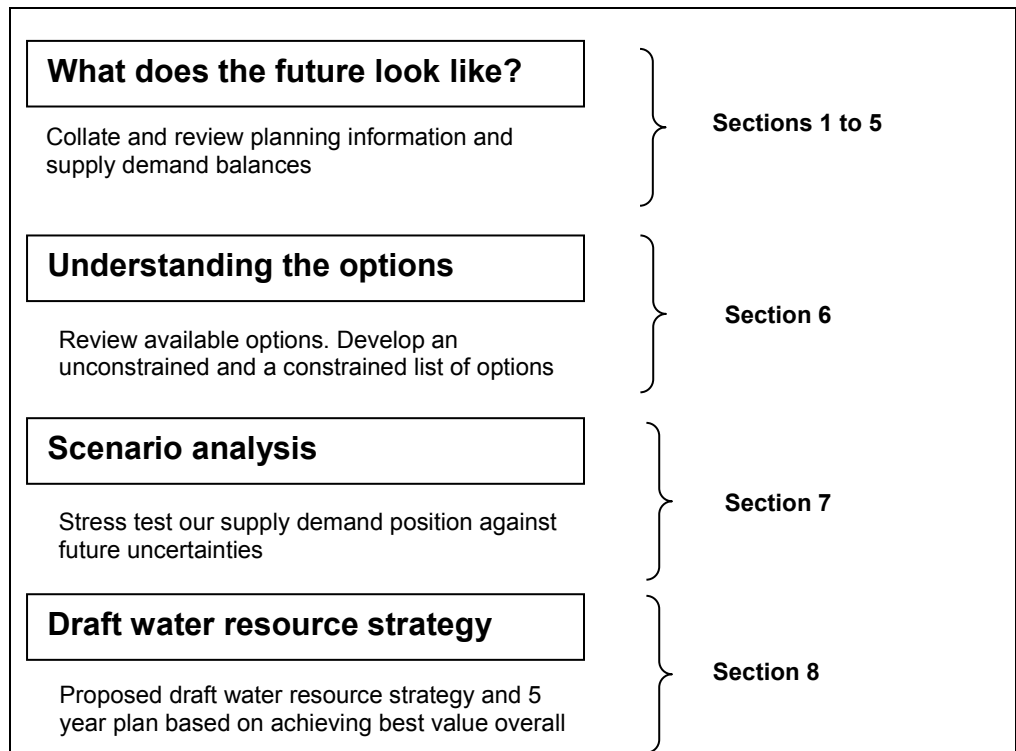 What does the future look like?
Collate and review planning information and
supply demand balances
Sections 1 to 5
Understanding the options
Review available options. Develop an
unconstrained and a constrained list of options
Section 6
Scenario analysis
Stress test our supply demand position against
future uncertainties
Section 7
Draft water resource strategy
Proposed draft water resource strategy and 5
year plan based on achieving best value overall
Section 8